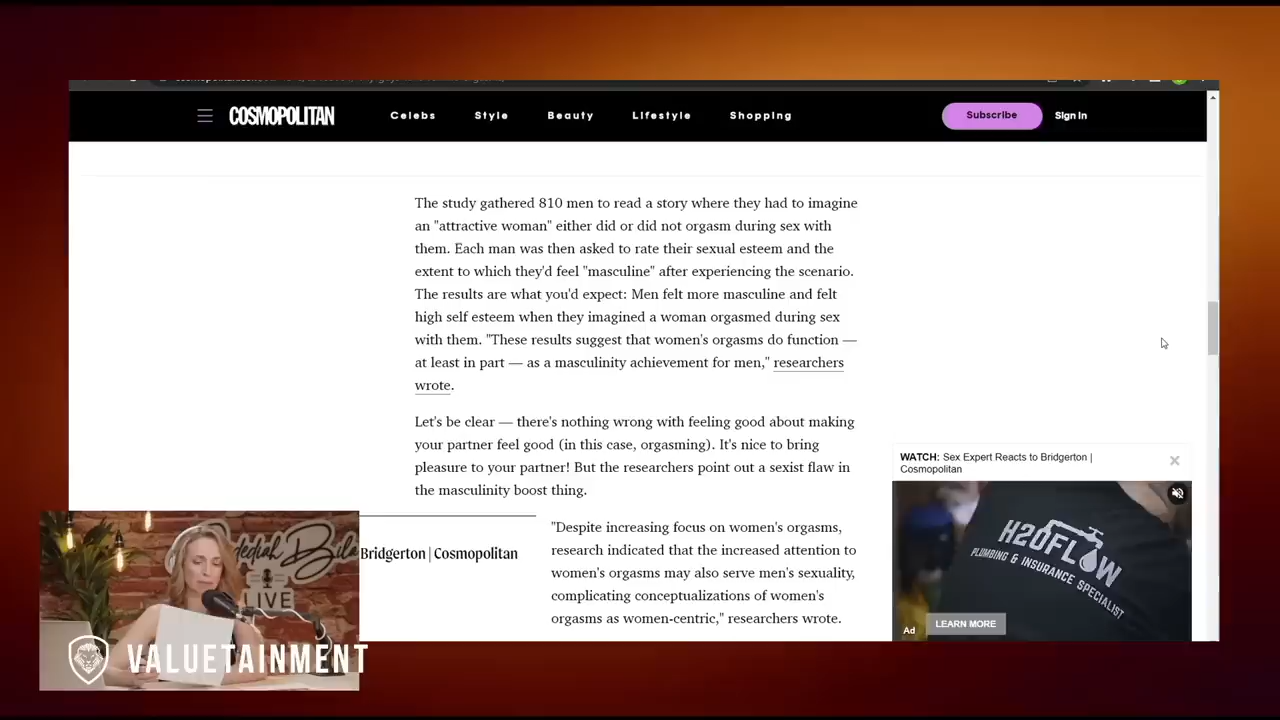 COSMOPOLITAN
Celebs
Style
Beauty
Lifestyle
Shopping
Subscribe
Sign In
The study gathered 810 men to read a story where they had to imagine
an "attractive woman" either did or did not orgasm during sex with
them. Each man was then asked to rate their sexual esteem and the
extent to which they'd feel "masculine" after experiencing the scenario.
The results are what you'd expect: Men felt more masculine and felt
high self esteem when they imagined a woman orgasmed during sex
with them. "These results suggest that women's orgasms do function —
at least in part — as a masculinity achievement for men," researchers
wrote.
Let's be clear — there's nothing wrong with feeling good about making
your partner feel good (in this case, orgasming). It's nice to bring
pleasure to your partner! But the researchers point out a sexist flaw in
the masculinity boost thing.
Bridgerton | Cosmopolitan
"Despite increasing focus on women's orgasms,
research indicated that the increased attention to
women's orgasms may also serve men's sexuality,
complicating conceptualizations of women's
orgasms as women-centric," researchers wrote.
WATCH: Sex Expert Reacts to Bridgerton |
Cosmopolitan
H2OFLOW
PLUMBING & INSURANCE SPECIALIST
Ad
LEARN MORE
LIVE
VALUETAINMENT